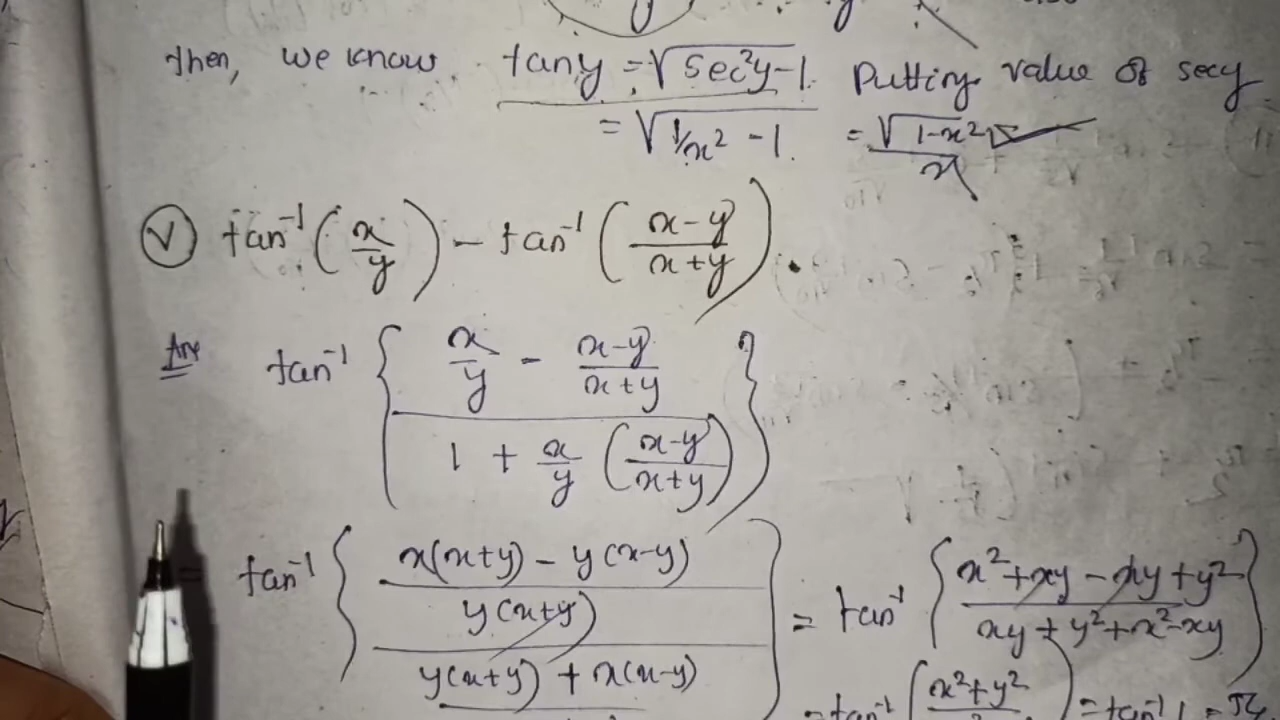 then, we know tan y = √(sec²y-1). Putting value of sec y
= √(1/x² - 1) = √(1-x²)/x
(v) tan⁻¹(x/y) - tan⁻¹((x-y)/(x+y)).
Ans tan⁻¹{(x/y - (x-y)/(x+y))/(1 + x/y((x-y)/(x+y)))}
= tan⁻¹{(x(x+y) - y(x-y))/y(x+y) / y(x+y) + x(x-y)} = tan⁻¹{(x²+xy-xy+y²)/(xy+y²+x²-xy)}
= tan⁻¹(x²+y²/) = tan⁻¹ 1 = π/4